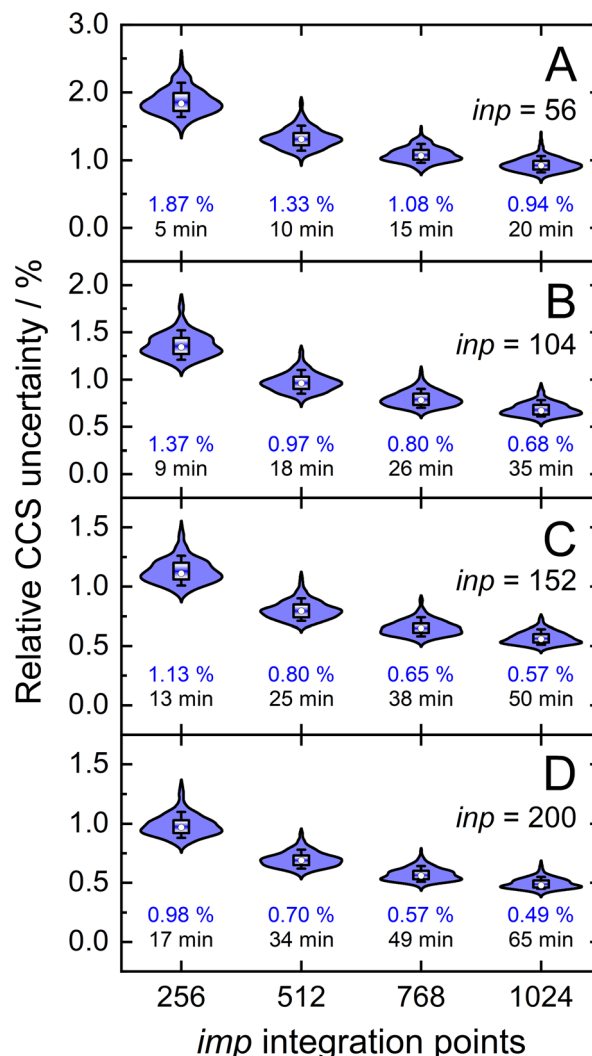 Relative CCS uncertainty / %
3.0
2.0
1.0
0.0
A
inp = 56
1.87 % 1.33 % 1.08 % 0.94 %
5 min 10 min 15 min 20 min
2.0
1.5
1.0
0.5
0.0
B
inp = 104
1.37 % 0.97 % 0.80 % 0.68 %
9 min 18 min 26 min 35 min
1.5
1.0
0.5
0.0
C
inp = 152
1.13 % 0.80 % 0.65 % 0.57 %
13 min 25 min 38 min 50 min
1.5
1.0
0.5
0.0
D
inp = 200
0.98 % 0.70 % 0.57 % 0.49 %
17 min 34 min 49 min 65 min
256 512 768 1024
imp integration points